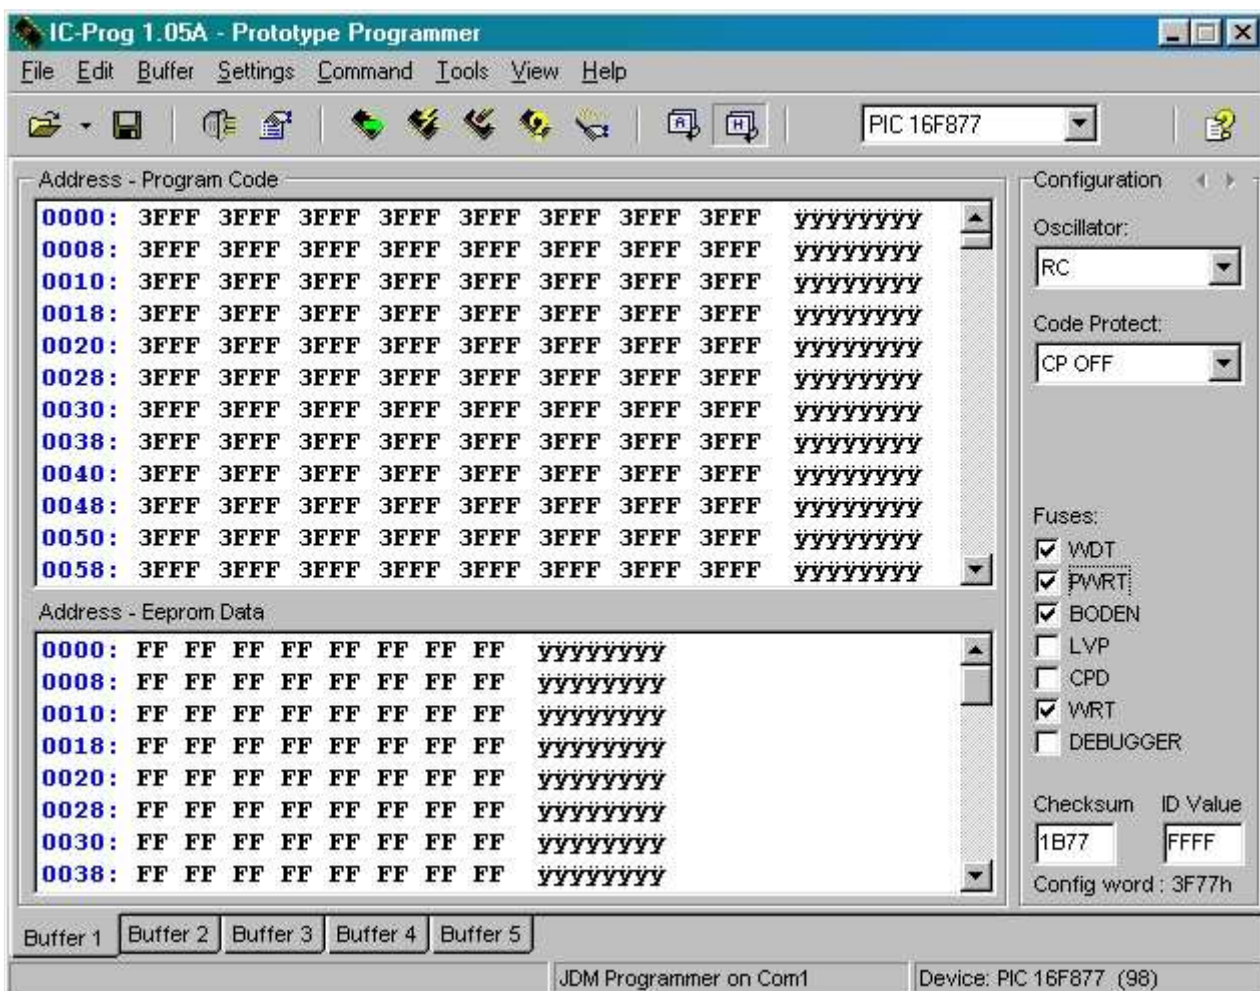 IC-Prog 1.05A - Prototype Programmer
File Edit Buffer Settings Command Tools View Help
PIC 16F877
Address - Program Code
0000: 3FFF 3FFF 3FFF 3FFF 3FFF 3FFF 3FFF 3FFF ÿÿÿÿÿÿÿÿ
0008: 3FFF 3FFF 3FFF 3FFF 3FFF 3FFF 3FFF 3FFF ÿÿÿÿÿÿÿÿ
0010: 3FFF 3FFF 3FFF 3FFF 3FFF 3FFF 3FFF 3FFF ÿÿÿÿÿÿÿÿ
0018: 3FFF 3FFF 3FFF 3FFF 3FFF 3FFF 3FFF 3FFF ÿÿÿÿÿÿÿÿ
0020: 3FFF 3FFF 3FFF 3FFF 3FFF 3FFF 3FFF 3FFF ÿÿÿÿÿÿÿÿ
0028: 3FFF 3FFF 3FFF 3FFF 3FFF 3FFF 3FFF 3FFF ÿÿÿÿÿÿÿÿ
0030: 3FFF 3FFF 3FFF 3FFF 3FFF 3FFF 3FFF 3FFF ÿÿÿÿÿÿÿÿ
0038: 3FFF 3FFF 3FFF 3FFF 3FFF 3FFF 3FFF 3FFF ÿÿÿÿÿÿÿÿ
0040: 3FFF 3FFF 3FFF 3FFF 3FFF 3FFF 3FFF 3FFF ÿÿÿÿÿÿÿÿ
0048: 3FFF 3FFF 3FFF 3FFF 3FFF 3FFF 3FFF 3FFF ÿÿÿÿÿÿÿÿ
0050: 3FFF 3FFF 3FFF 3FFF 3FFF 3FFF 3FFF 3FFF ÿÿÿÿÿÿÿÿ
0058: 3FFF 3FFF 3FFF 3FFF 3FFF 3FFF 3FFF 3FFF ÿÿÿÿÿÿÿÿ
Address - Eeprom Data
0000: FF FF FF FF FF FF FF FF ÿÿÿÿÿÿÿÿ
0008: FF FF FF FF FF FF FF FF ÿÿÿÿÿÿÿÿ
0010: FF FF FF FF FF FF FF FF ÿÿÿÿÿÿÿÿ
0018: FF FF FF FF FF FF FF FF ÿÿÿÿÿÿÿÿ
0020: FF FF FF FF FF FF FF FF ÿÿÿÿÿÿÿÿ
0028: FF FF FF FF FF FF FF FF ÿÿÿÿÿÿÿÿ
0030: FF FF FF FF FF FF FF FF ÿÿÿÿÿÿÿÿ
0038: FF FF FF FF FF FF FF FF ÿÿÿÿÿÿÿÿ
Configuration
Oscillator:
RC
Code Protect:
CP OFF
Fuses:
WDT
PWRT
BODEN
LVP
CPD
WRT
DEBUGGER
Checksum ID Value
1B77 FFFF
Config word : 3F77h
Buffer 1 Buffer 2 Buffer 3 Buffer 4 Buffer 5
JDM Programmer on Com1 Device: PIC 16F877 (98)